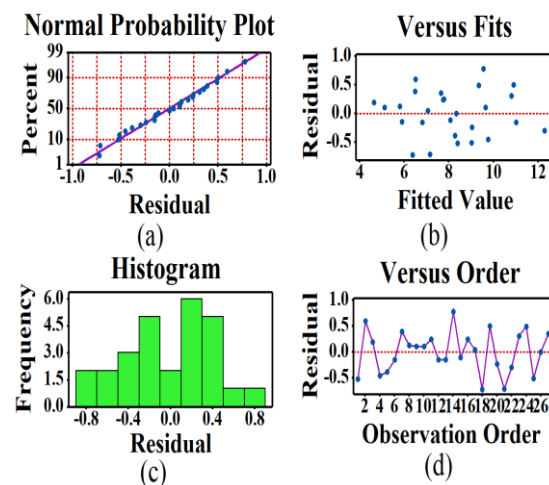 Normal Probability Plot
Percent
99
90
50
10
1
-1.0 -0.5 0.0 0.5 1.0
Residual
(a)
Versus Fits
Residual
1.0
0.5
0.0
-0.5
4 6 8 10 12
Fitted Value
(b)
Histogram
Frequency
6.0
4.5
3.0
1.5
0.0
-0.8 -0.4 0.0 0.4 0.8
Residual
(c)
Versus Order
Residual
1.0
0.5
0.0
-0.5
2 4 6 8 10 12 14 16 18 20 22 24 26
Observation Order
(d)